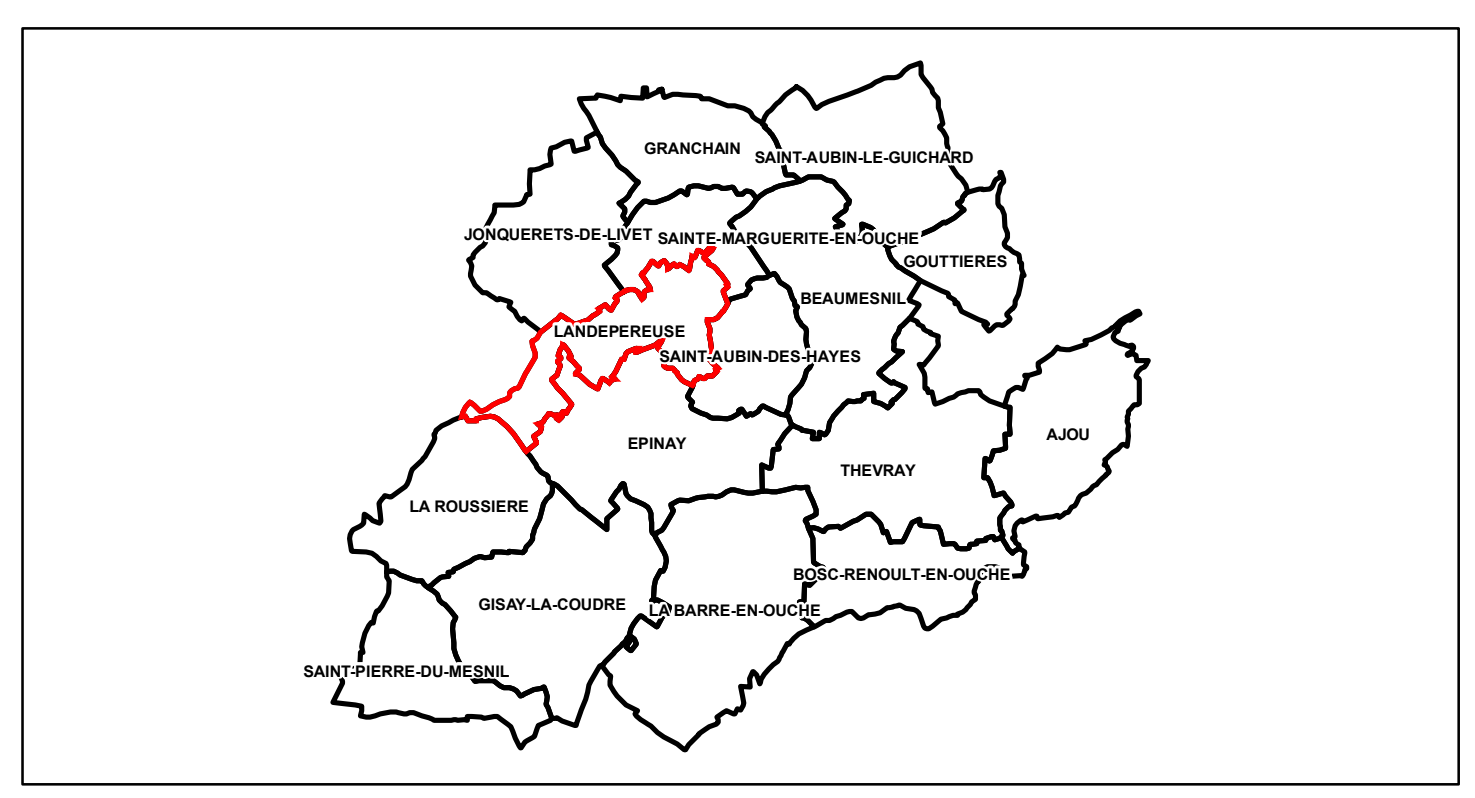 GRANCHAIN
SAINT-AUBIN-LE-GUICHARD
JONQUERETS-DE-LIVET
SAINTE-MARGUERITE-EN-OUCHE
GOUTTIERES
BEAUMESNIL
LANDEPEREUSE
SAINT-AUBIN-DES-HAYES
EPINAY
AJOU
THEVRAY
LA ROUSSIERE
BOSC-RENOULT-EN-OUCHE
GISAY-LA-COUDRE
LA BARRE-EN-OUCHE
SAINT-PIERRE-DU-MESNIL